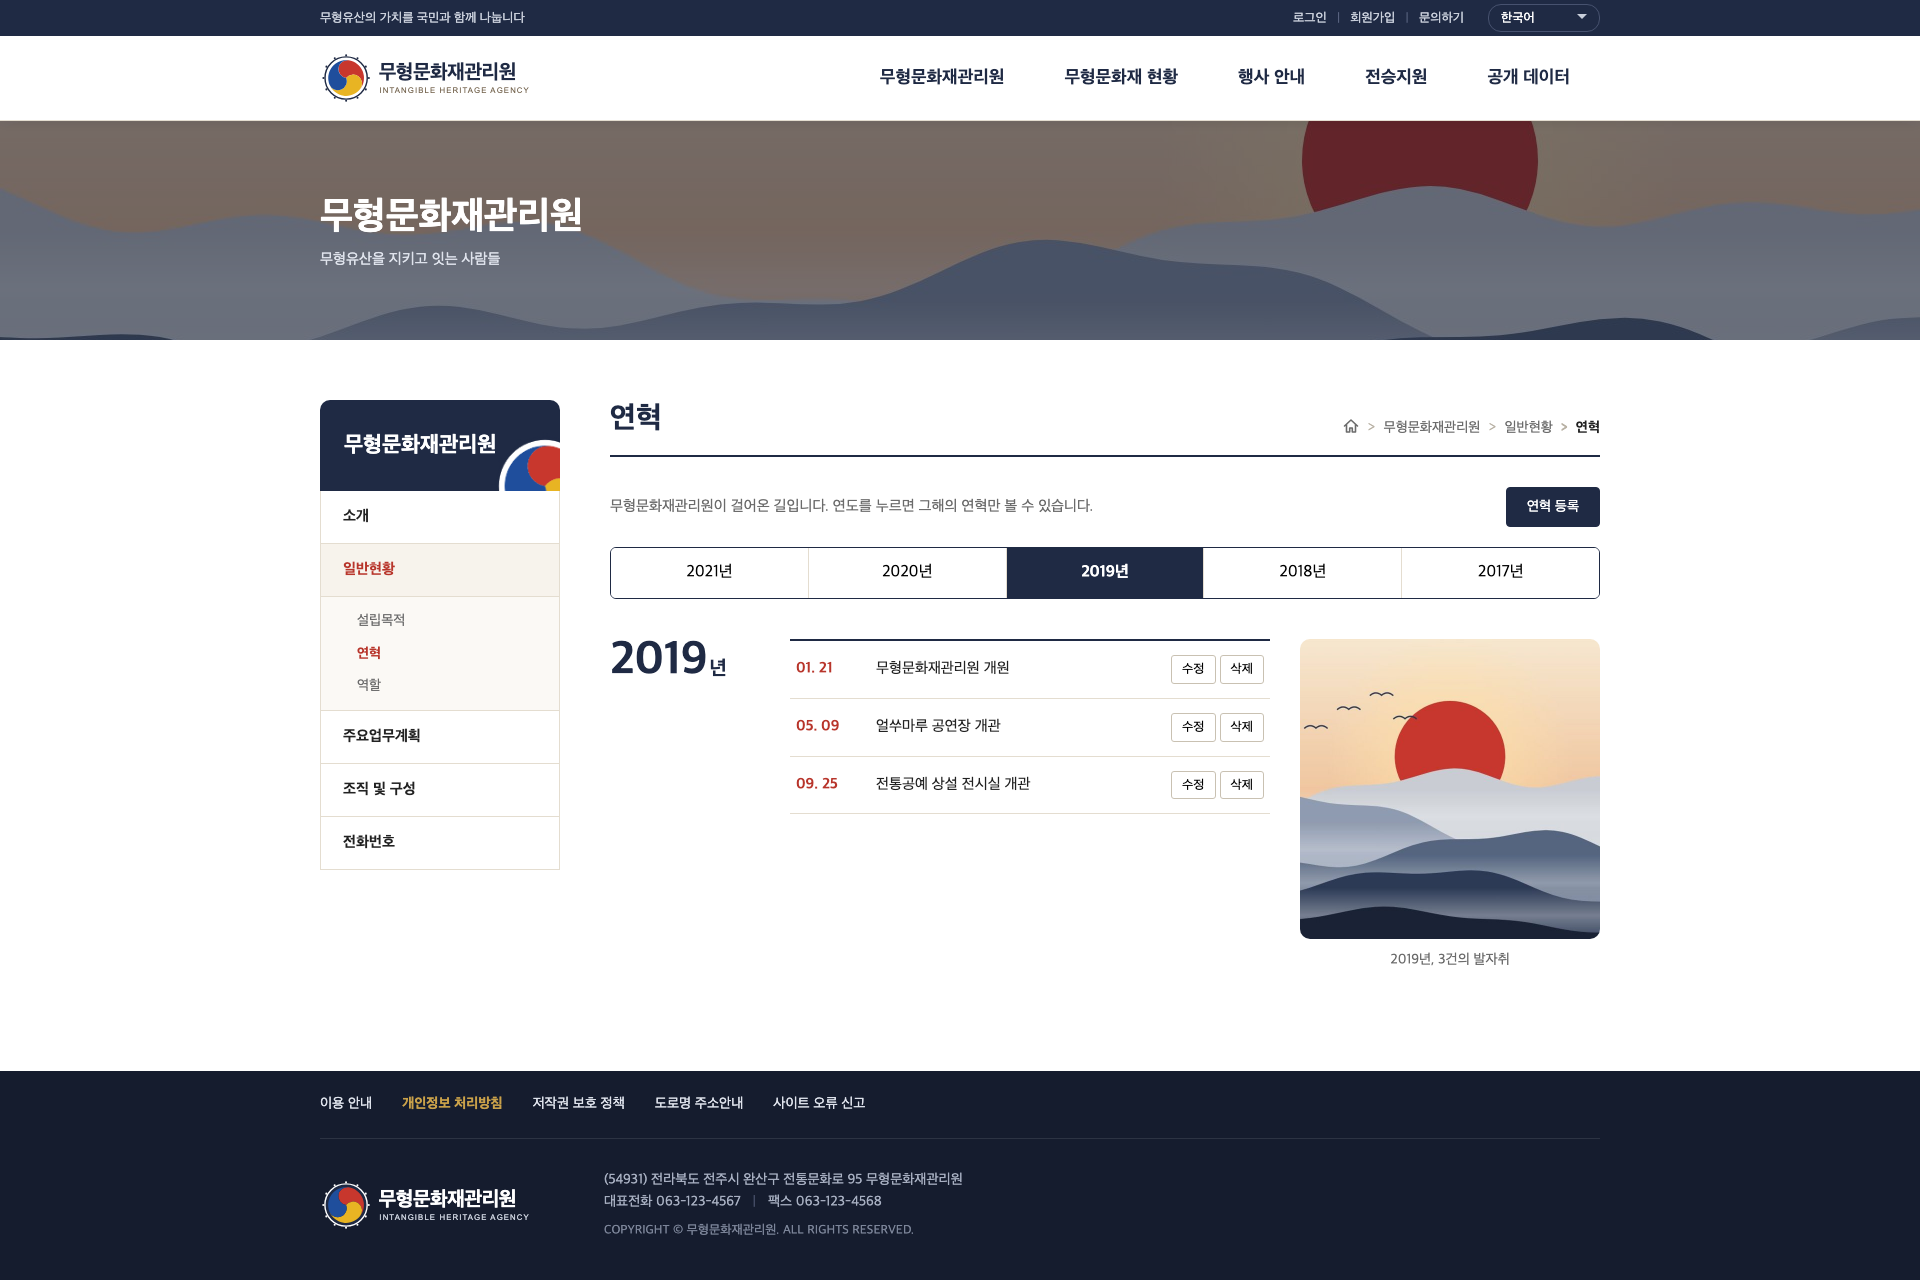 무형유산의 가치를 국민과 함께 나눕니다
로그인 | 회원가입 | 문의하기 한국어
무형문화재관리원
INTANGIBLE HERITAGE AGENCY
무형문화재관리원 무형문화재 현황 행사 안내 전승지원 공개 데이터
무형문화재관리원
무형유산을 지키고 잇는 사람들
무형문화재관리원
소개
일반현황
설립목적
연혁
역할
주요업무계획
조직 및 구성
전화번호
연혁
> 무형문화재관리원 > 일반현황 > 연혁
무형문화재관리원이 걸어온 길입니다. 연도를 누르면 그해의 연혁만 볼 수 있습니다.
연혁 등록
2021년 2020년 2019년 2018년 2017년
2019년
01. 21 무형문화재관리원 개원 수정 삭제
05. 09 얼쑤마루 공연장 개관 수정 삭제
09. 25 전통공예 상설 전시실 개관 수정 삭제
2019년, 3건의 발자취
이용 안내 개인정보 처리방침 저작권 보호 정책 도로명 주소안내 사이트 오류 신고
무형문화재관리원
INTANGIBLE HERITAGE AGENCY
(54931) 전라북도 전주시 완산구 전통문화로 95 무형문화재관리원
대표전화 063-123-4567 | 팩스 063-123-4568
COPYRIGHT © 무형문화재관리원. ALL RIGHTS RESERVED.